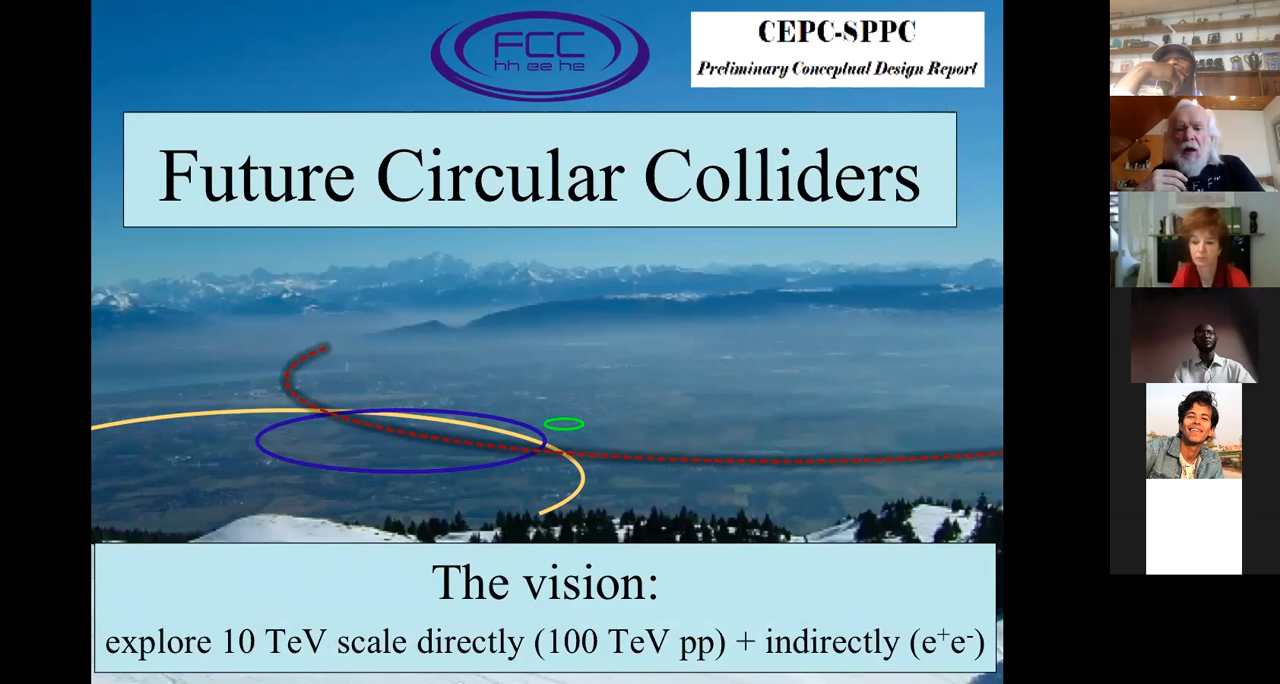 FCC
hh ee he
CEPC-SPPC
Preliminary Conceptual Design Report
Future Circular Colliders
The vision:
explore 10 TeV scale directly (100 TeV pp) + indirectly (e⁺e⁻)